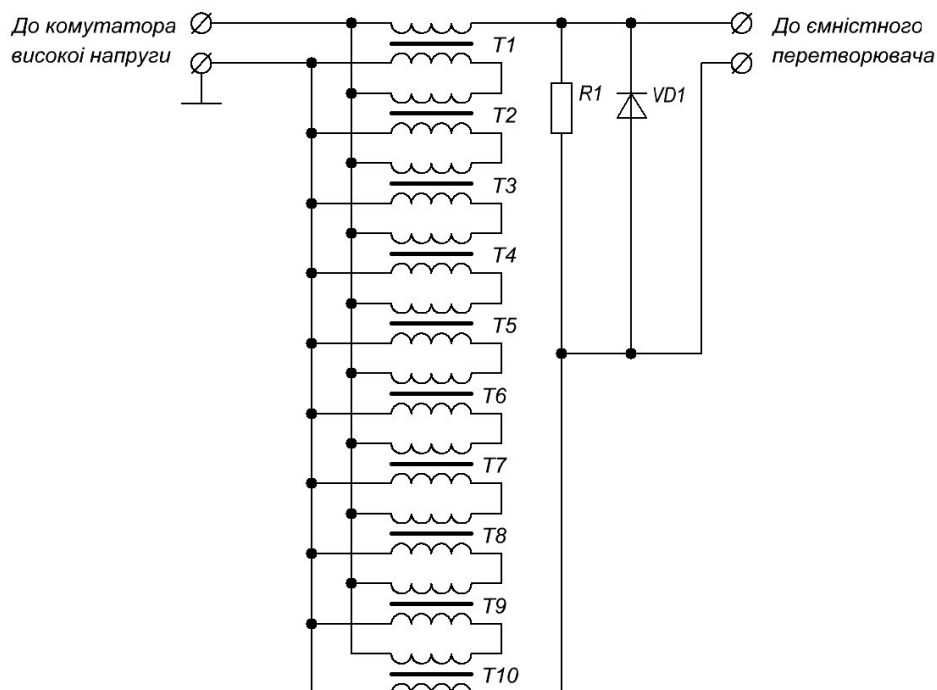 До комутатора
високої напруги
До ємністного
перетворювача
T1
R1
VD1
T2
T3
T4
T5
T6
T7
T8
T9
T10